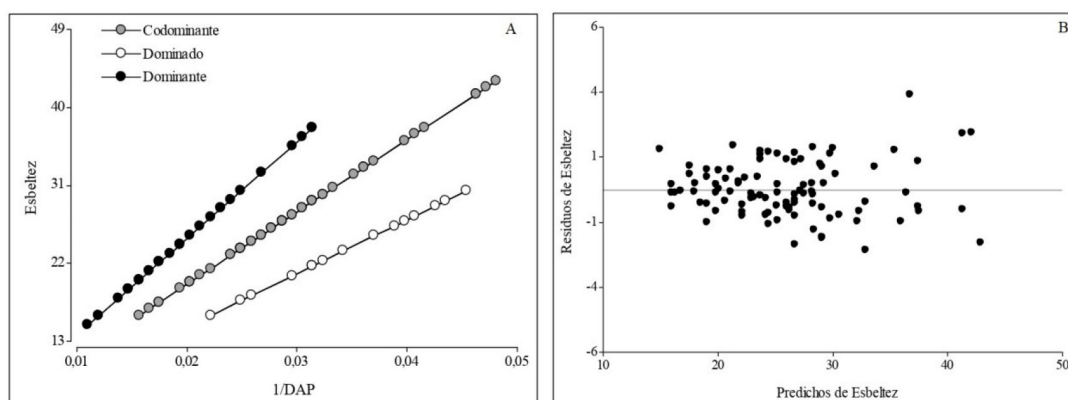 A
Codominante
Dominado
Dominante
49
40
31
22
13
Esbeltez
0,01
0,02
0,03
0,04
0,05
1/DAP
B
6
4
1
-1
-4
-6
Residuos de Esbeltez
10
20
30
40
50
Predichos de Esbeltez